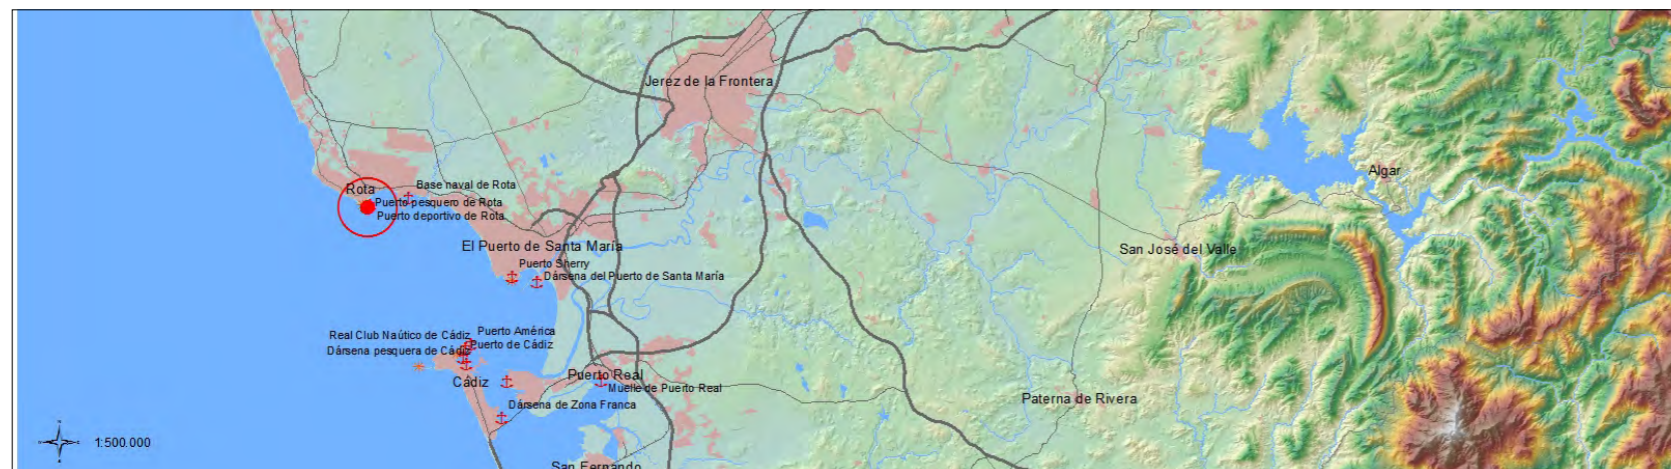 Jerez de la Frontera
Algar
Rota
Base naval de Rota
Puerto pesquero de Rota
Puerto deportivo de Rota
El Puerto de Santa María
San José del Valle
Puerto Sherry
Dársena del Puerto de Santa María
Puerto América
Real Club Naútico de Cádiz
Puerto de Cádiz
Dársena pesquera de Cádiz
Cádiz
Puerto Real
Muelle de Puerto Real
Paterna de Rivera
Dársena de Zona Franca
1:500.000
San Fernando